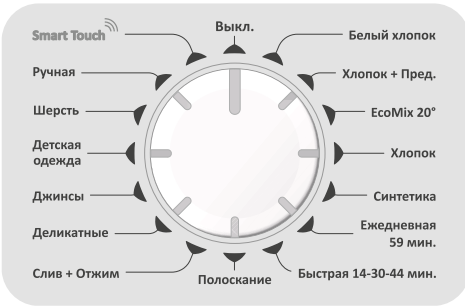 Smart Touch
Выкл.
Белый хлопок
Ручная
Хлопок + Пред.
Шерсть
EcoMix 20°
Детская
одежда
Хлопок
Джинсы
Синтетика
Деликатные
Ежедневная
59 мин.
Слив + Отжим
Полоскание
Быстрая 14-30-44 мин.